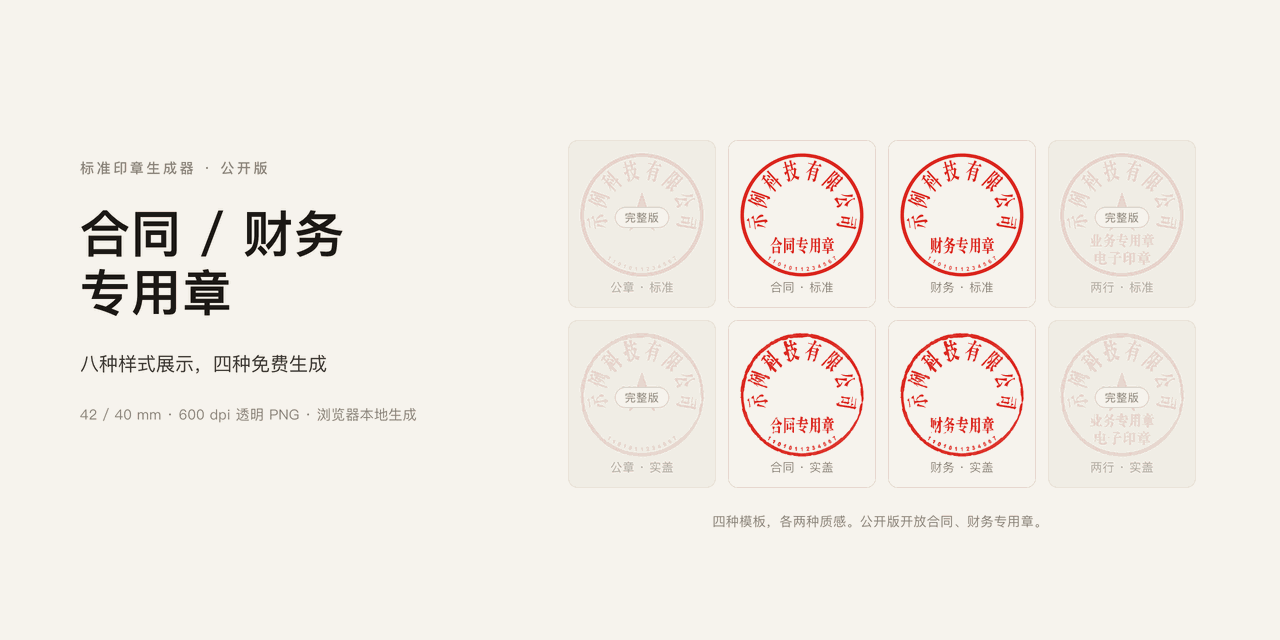 标准印章生成器 · 公开版
合同 / 财务
专用章
八种样式展示，四种免费生成
42 / 40 mm · 600 dpi 透明 PNG · 浏览器本地生成
示例科技有限公司
完整版
1101011234567
公章 · 标准
示例科技有限公司
合同专用章
1101011234567
合同 · 标准
示例科技有限公司
财务专用章
1101011234567
财务 · 标准
示例科技有限公司
完整版
业务专用章
电子印章
两行 · 标准
示例科技有限公司
完整版
1101011234567
公章 · 实盖
示例科技有限公司
合同专用章
1101011234567
合同 · 实盖
示例科技有限公司
财务专用章
1101011234567
财务 · 实盖
示例科技有限公司
完整版
业务专用章
电子印章
两行 · 实盖
四种模板，各两种质感。公开版开放合同、财务专用章。